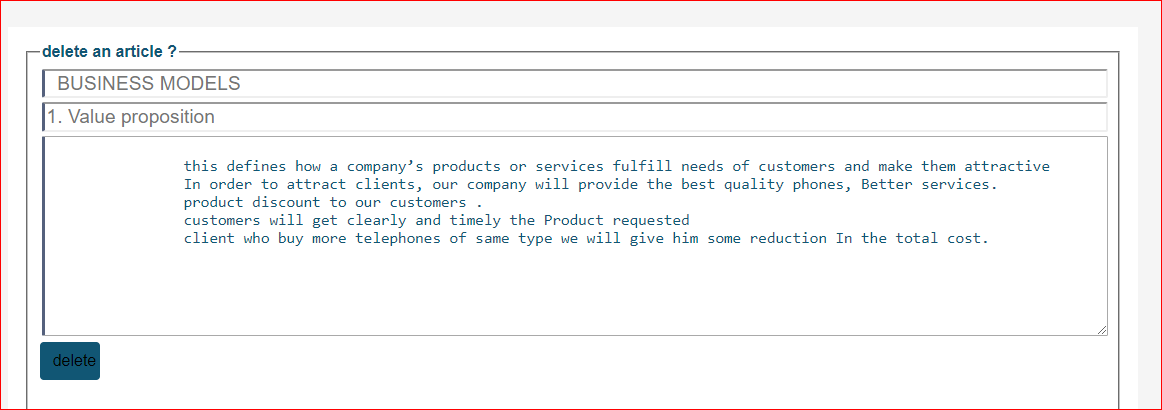 delete an article ?
BUSINESS MODELS
1. Value proposition
this defines how a company’s products or services fulfill needs of customers and make them attractive
In order to attract clients, our company will provide the best quality phones, Better services.
product discount to our customers .
customers will get clearly and timely the Product requested
client who buy more telephones of same type we will give him some reduction In the total cost.
delete